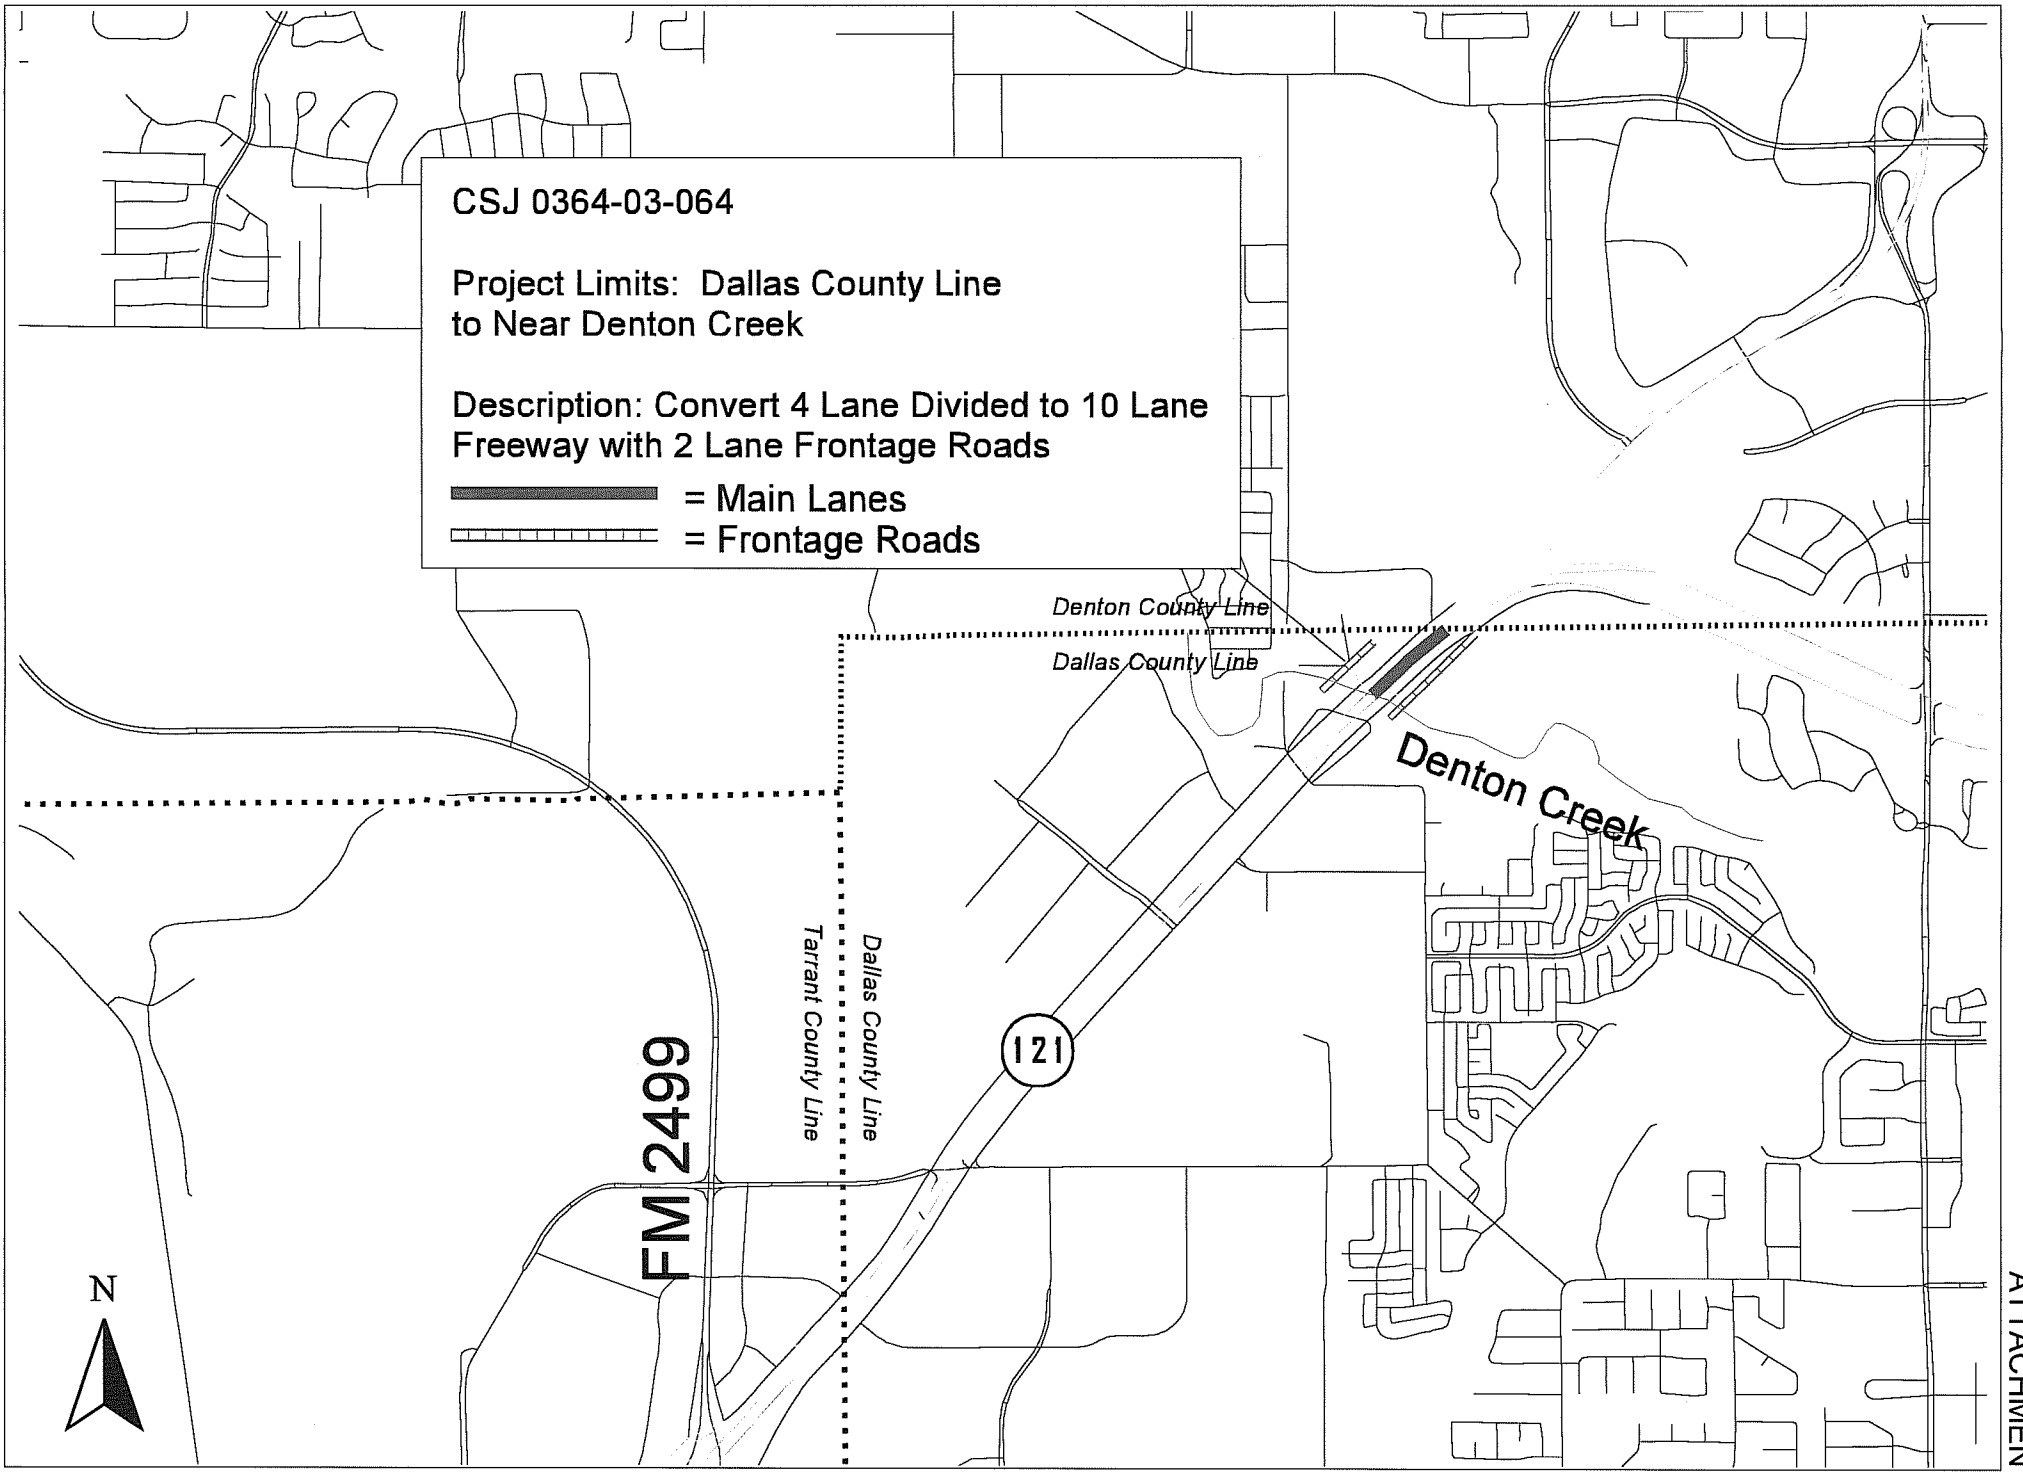 CSJ 0364-03-064
Project Limits: Dallas County Line
to Near Denton Creek
Description: Convert 4 Lane Divided to 10 Lane
Freeway with 2 Lane Frontage Roads
= Main Lanes
= Frontage Roads
Denton County Line
Dallas County Line
Denton Creek
Tarrant County Line
Dallas County Line
121
FM 2499
N
ATTACHMEN